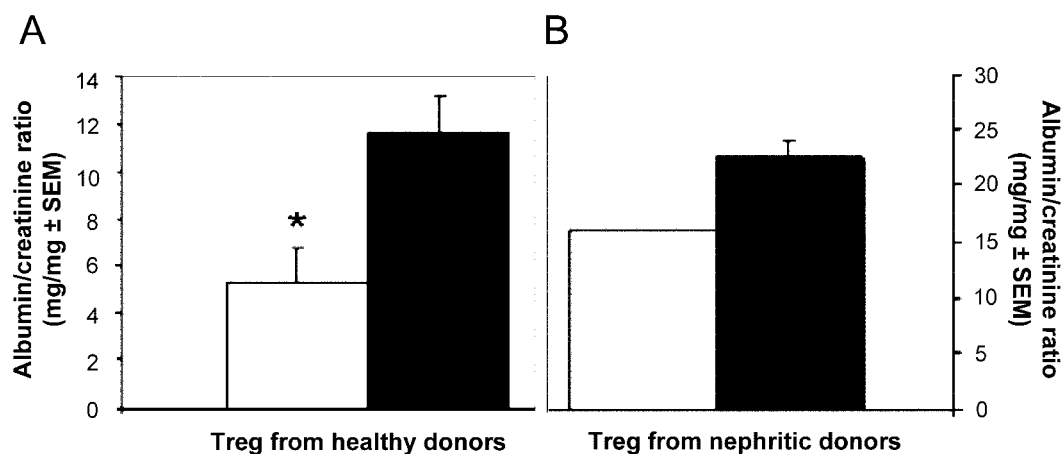 A
B
Albumin/creatinine ratio
(mg/mg ± SEM)
14
12
10
8
6
4
2
0
*
Treg from healthy donors
30
25
20
15
10
5
0
Albumin/creatinine ratio
(mg/mg ± SEM)
Treg from nephritic donors